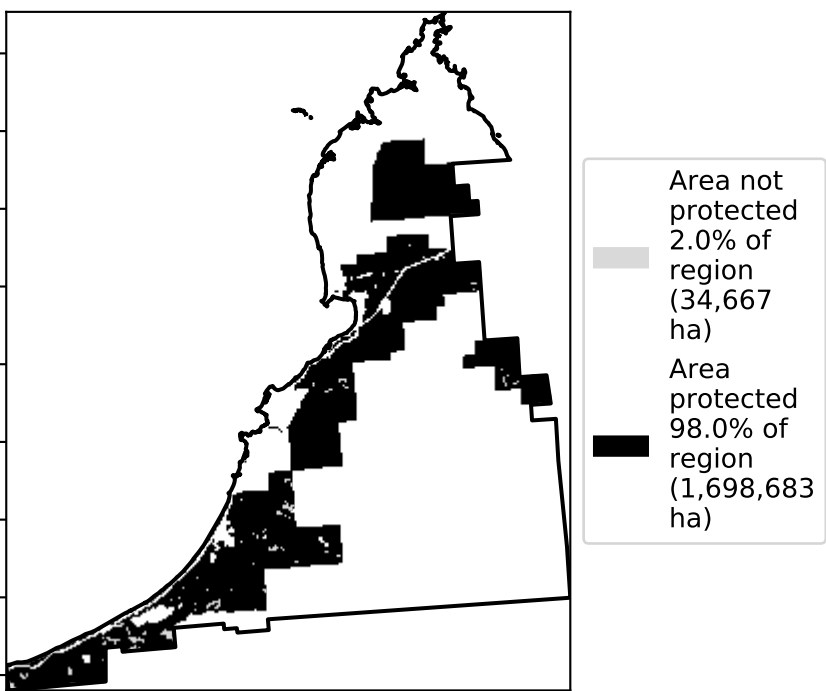 Area not
protected
2.0% of
region
(34,667
ha)
Area
protected
98.0% of
region
(1,698,683
ha)